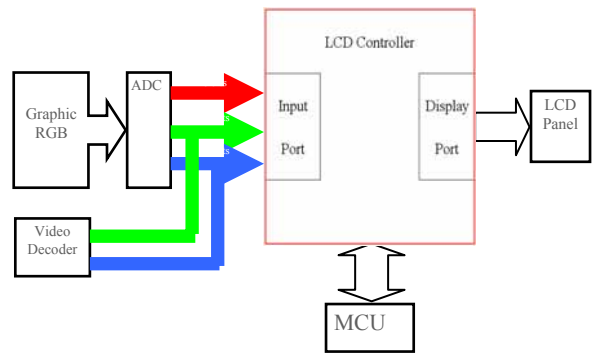 LCD Controller
ADC
Graphic
RGB
Input
Port
Display
Port
LCD
Panel
Video
Decoder
MCU